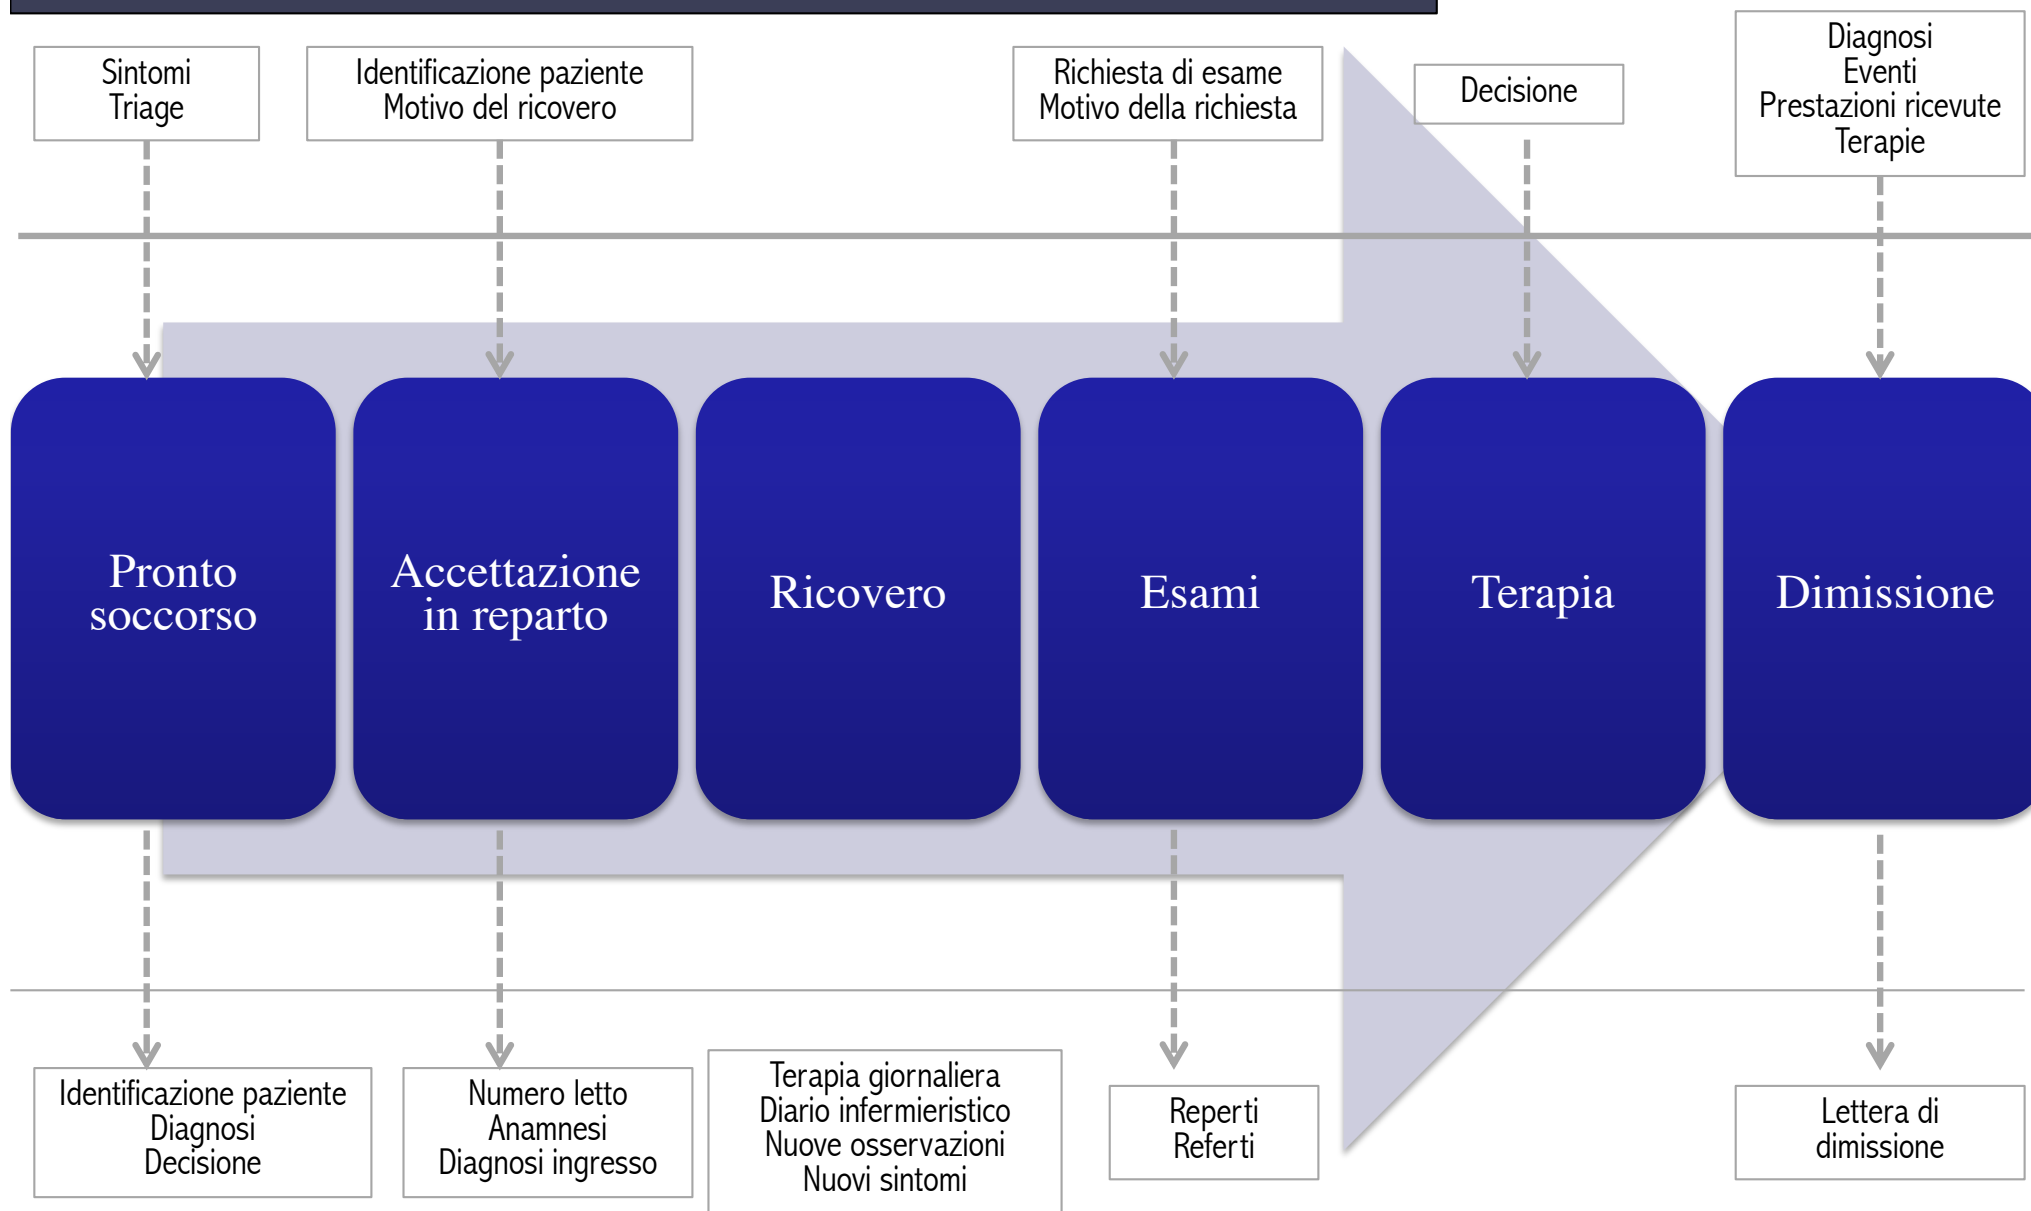 Sintomi
Triage
Identificazione paziente
Motivo del ricovero
Richiesta di esame
Motivo della richiesta
Decisione
Diagnosi
Eventi
Prestazioni ricevute
Terapie
Pronto
soccorso
Accettazione
in reparto
Ricovero
Esami
Terapia
Dimissione
Identificazione paziente
Diagnosi
Decisione
Numero letto
Anamnesi
Diagnosi ingresso
Terapia giornaliera
Diario infermieristico
Nuove osservazioni
Nuovi sintomi
Reperti
Referti
Lettera di
dimissione